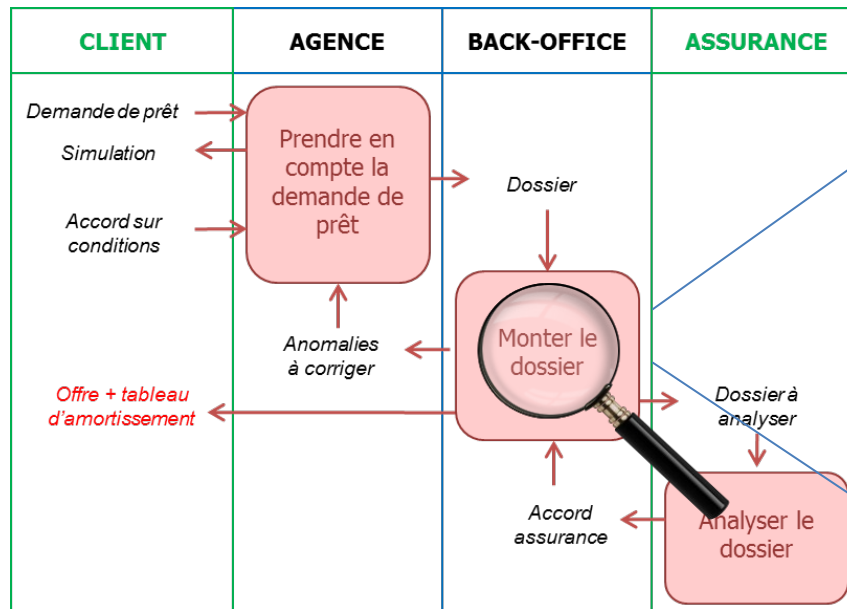 CLIENT
AGENCE
BACK-OFFICE
ASSURANCE
Demande de prêt
Simulation
Accord sur
conditions
Prendre en
compte la
demande de
prêt
Dossier
Monter le
dossier
Anomalies
à corriger
Offre + tableau
d’amortissement
Dossier à
analyser
Accord
assurance
Analyser le
dossier